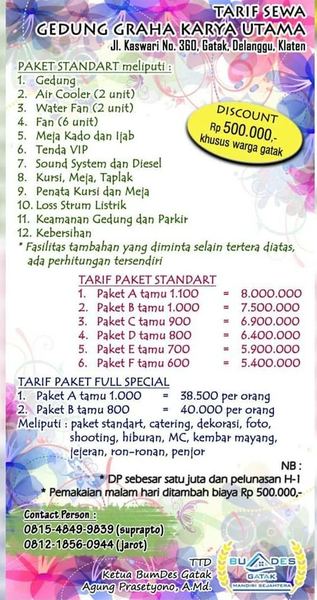 TARIF SEWA
GEDUNG GRAHA KARYA UTAMA
Jl. Kaswari No. 360, Gatak, Delanggu, Klaten
PAKET STANDART meliputi :
1. Gedung
2. Air Cooler (2 unit)
3. Water Fan (2 unit)
4. Fan (6 unit)
5. Meja Kado dan Ijab
6. Tenda VIP
7. Sound System dan Diesel
8. Kursi, Meja, Taplak
9. Penata Kursi dan Meja
10. Loss Strum Listrik
11. Keamanan Gedung dan Parkir
12. Kebersihan
* Fasilitas tambahan yang diminta selain tertera diatas,
ada perhitungan tersendiri
DISCOUNT
Rp 500.000,-
khusus warga gatak
TARIF PAKET STANDART
1. Paket A tamu 1.100 = 8.000.000
2. Paket B tamu 1.000 = 7.500.000
3. Paket C tamu 900 = 6.900.000
4. Paket D tamu 800 = 6.400.000
5. Paket E tamu 700 = 5.900.000
6. Paket F tamu 600 = 5.400.000
TARIF PAKET FULL SPECIAL
1. Paket A tamu 1.000 = 38.500 per orang
2. Paket B tamu 800 = 40.000 per orang
Meliputi : paket standart, catering, dekorasi, foto,
shooting, hiburan, MC, kembar mayang,
jejeran, ron-ronan, penjor
NB :
* DP sebesar satu juta dan pelunasan H-1
* Pemakaian malam hari ditambah biaya Rp 500.000,-
Contact Person :
0815-4849-9839 (suprapto)
0812-1856-0944 (jarot)
TTD
Ketua BumDes Gatak
Agung Prasetyono, A.Md.
BUMDES
GATAK
MANDIRI SEJAHTERA